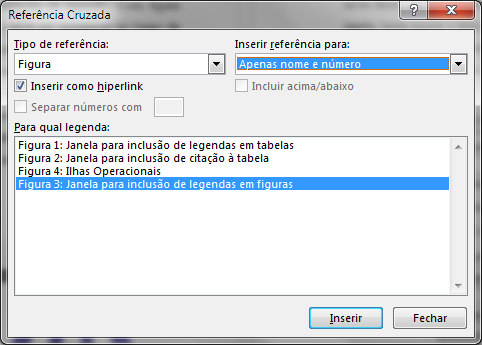 Referência Cruzada
Tipo de referência: Inserir referência para:
Figura Apenas nome e número
Inserir como hiperlink Incluir acima/abaixo
Separar números com
Para qual legenda:
Figura 1: Janela para inclusão de legendas em tabelas
Figura 2: Janela para inclusão de citação à tabela
Figura 4: Ilhas Operacionais
Figura 3: Janela para inclusão de legendas em figuras
Inserir Fechar